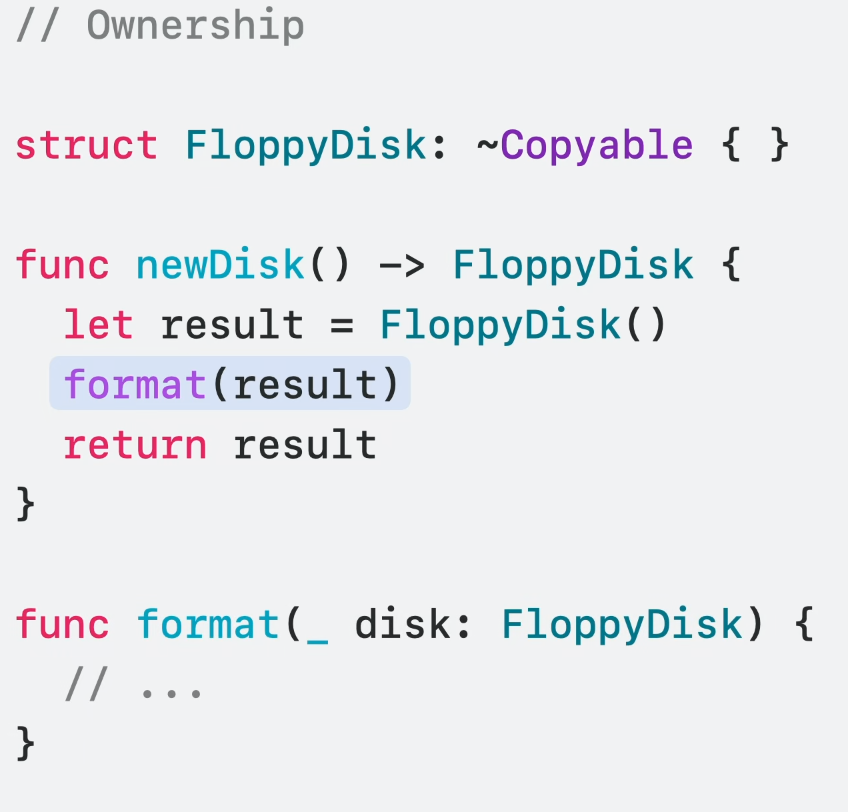 // Ownership
struct FloppyDisk: ~Copyable { }
func newDisk() -> FloppyDisk {
  let result = FloppyDisk()
  format(result)
  return result
}
func format(_ disk: FloppyDisk) {
  // ...
}